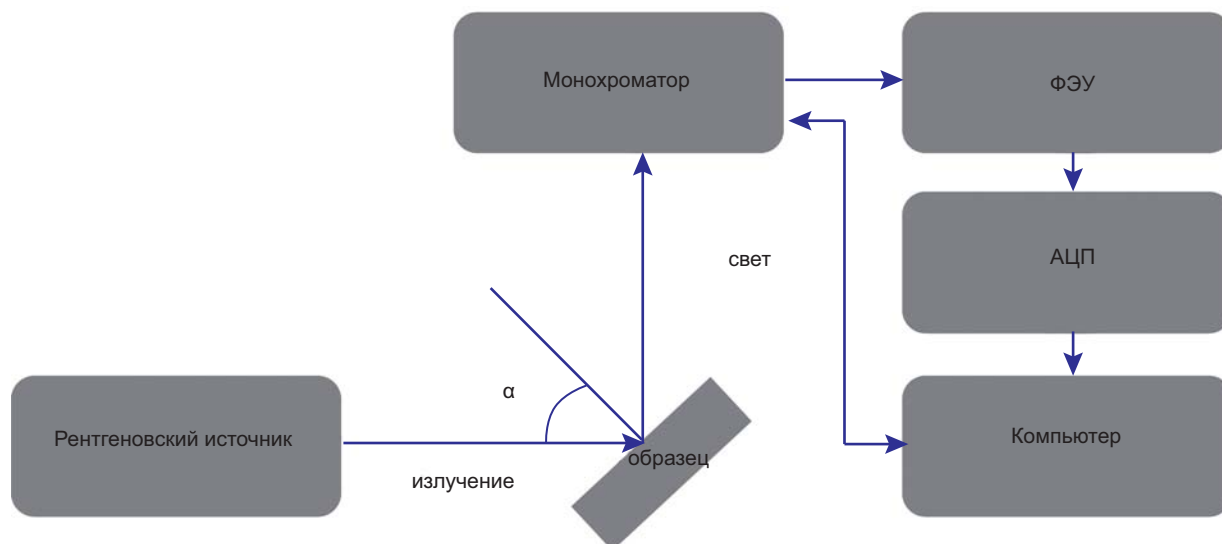 Монохроматор
ФЭУ
АЦП
свет
α
Рентгеновский источник
образец
Компьютер
излучение